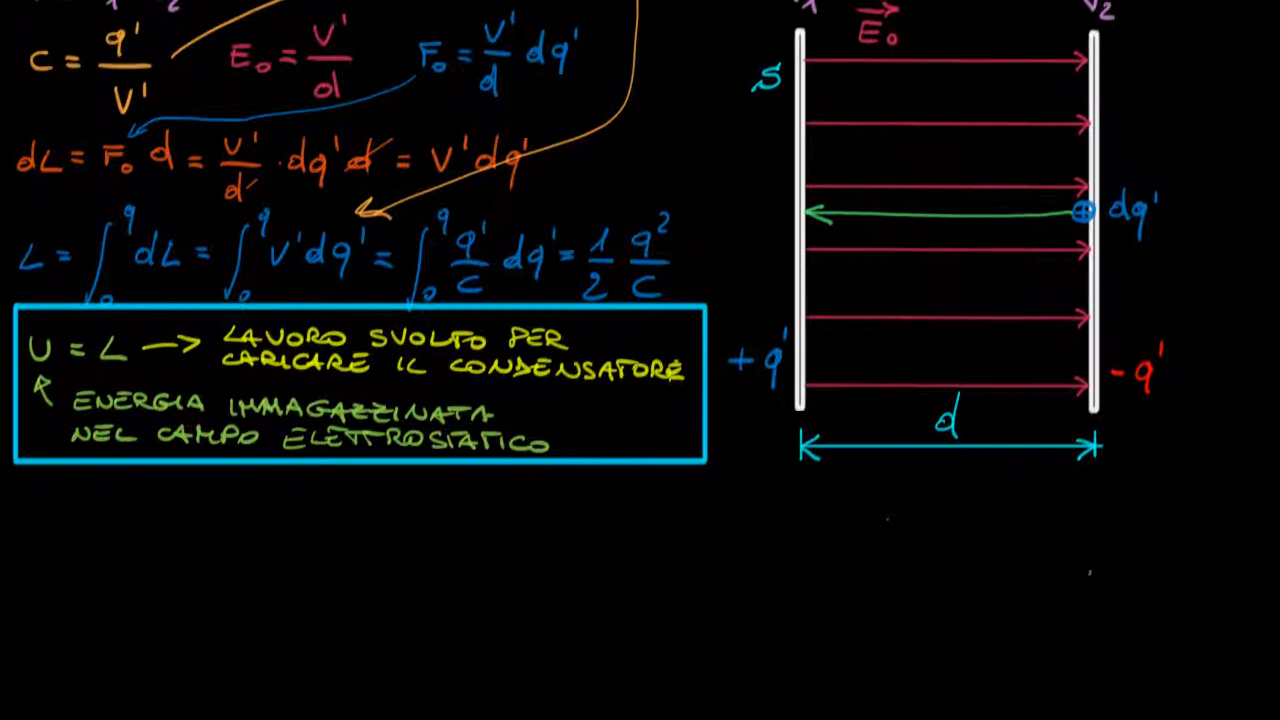 C = q' / V'   E₀ = V' / d   F₀ = V' / d dq'
dL = F₀ d = V' / d · dq' d = V' dq'
L = ∫₀^q dL = ∫₀^q V' dq' = ∫₀^q q' / C dq' = 1/2 q² / C
U = L → LAVORO SVOLTO PER
CARICARE IL CONDENSATORE
ENERGIA IMMAGAZZINATA
NEL CAMPO ELETTROSTATICO
E₀
S
⊕ dq'
+ q'
- q'
d